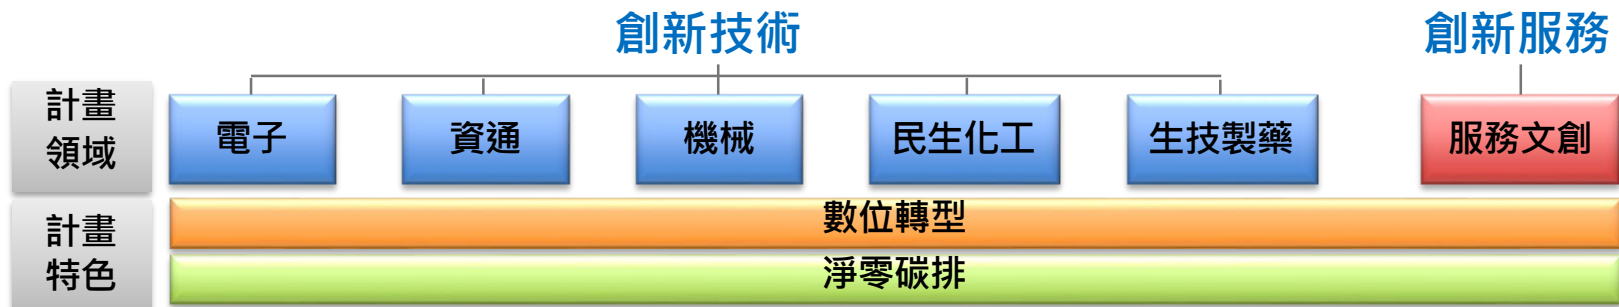 創新技術
創新服務
計畫
領域
電子
資通
機械
民生化工
生技製藥
服務文創
計畫
特色
數位轉型
淨零碳排